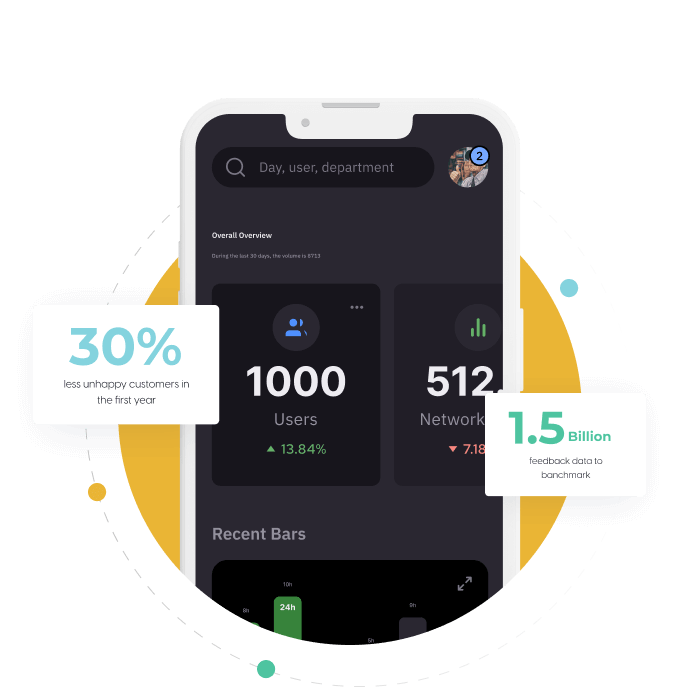 Day, user, department
2
Overall Overview
During the last 30 days, the volume is 8713
30%
less unhappy customers in
the first year
1000
Users
13.84%
512.
Network
7.18
1.5 Billion
feedback data to
banchmark
Recent Bars
10h
24h
8h
9h
5h